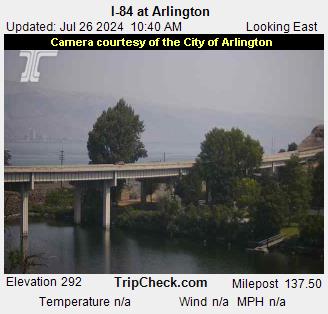 I-84 at Arlington
Updated: Jul 26 2024 10:40 AM Looking East
Camera courtesy of the City of Arlington
Elevation 292 TripCheck.com Milepost 137.50
Temperature n/a Wind n/a MPH n/a